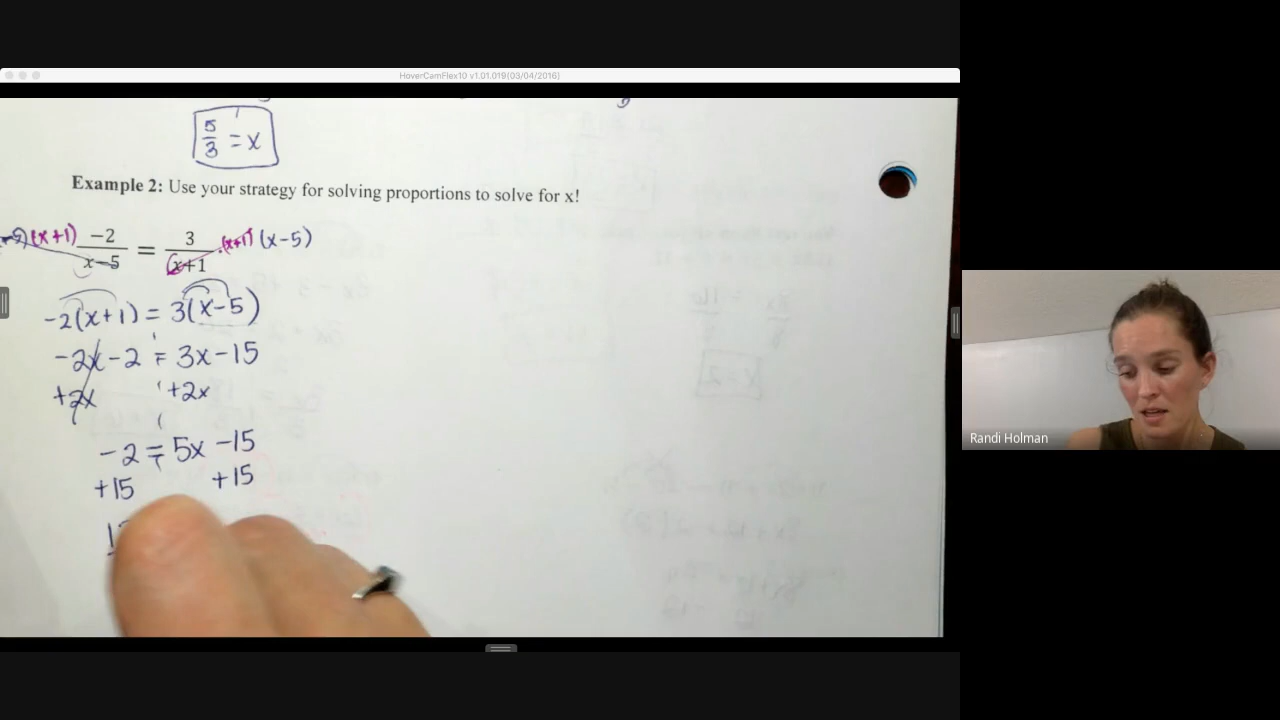 HoverCamFlex10 v1.01.019(03/04/2016)
5/3 = x
Example 2: Use your strategy for solving proportions to solve for x!
(x+1) -2/(x-5) = 3/(x+1) · (x+1) (x-5)
-2(x+1) = 3(x-5)
-2x-2 = 3x-15
+2x +2x
-2 = 5x -15
+15 +15
Randi Holman